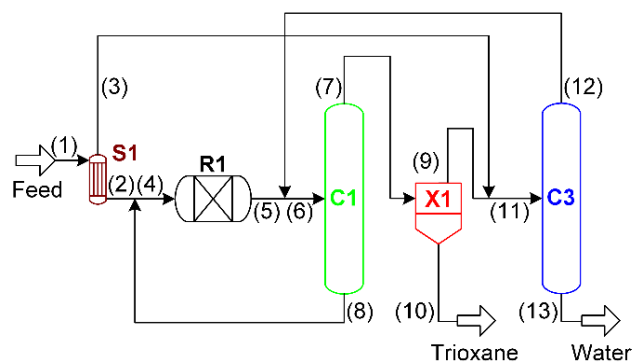 (3)
(7)
(12)
(1)
S1
R1
(9)
Feed
(2) (4)
(5) (6)
C1
X1
(11)
C3
(8)
(10)
(13)
Trioxane
Water